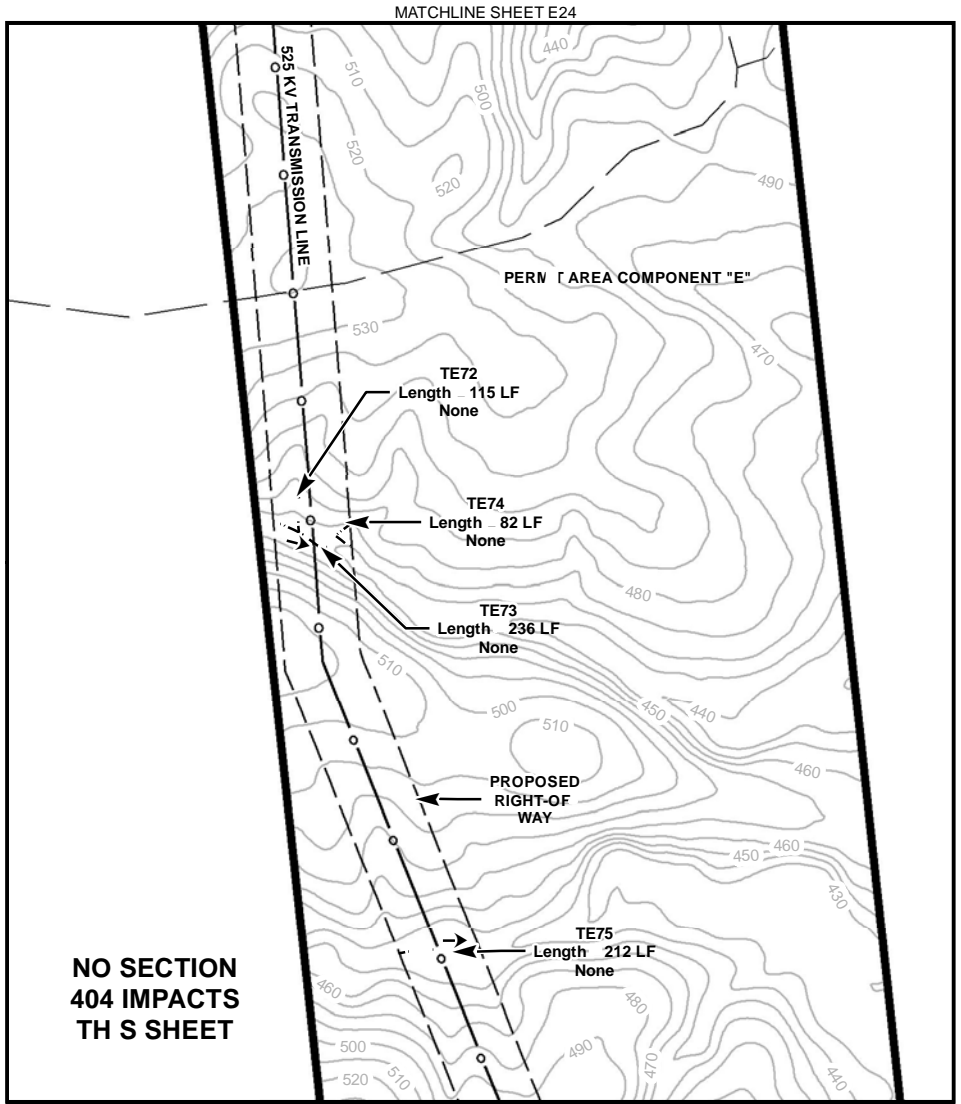 MATCHLINE SHEET E24
440
510
525 KV TRANSMISSION LINE
500
520
520
490
PERM T AREA COMPONENT "E"
530
470
TE72
Length 115 LF
None
TE74
Length 82 LF
None
480
TE73
Length 236 LF
None
510
500
450
440
510
460
PROPOSED
RIGHT-OF
WAY
450
460
430
TE75
Length 212 LF
None
NO SECTION
404 IMPACTS
TH S SHEET
460
480
500
490
470
440
520
510